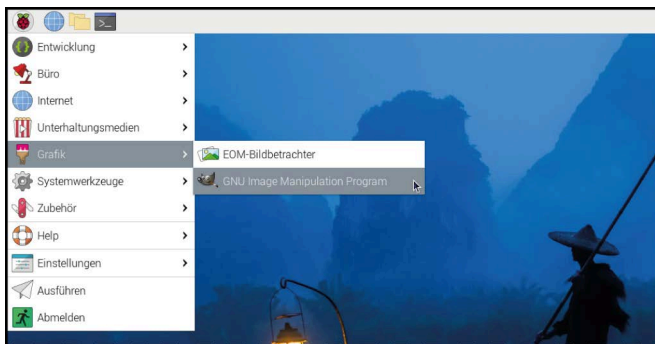 Entwicklung
Büro
Internet
Unterhaltungsmedien
Grafik
EOM-Bildbetrachter
GNU Image Manipulation Program
Systemwerkzeuge
Zubehör
Help
Einstellungen
Ausführen
Abmelden